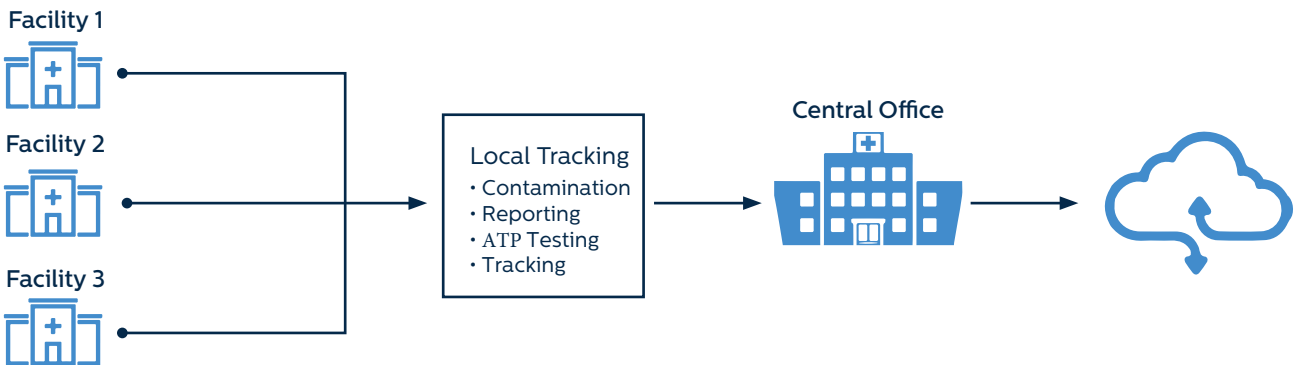 Facility 1
Facility 2
Facility 3
Local Tracking
• Contamination
• Reporting
• ATP Testing
• Tracking
Central Office